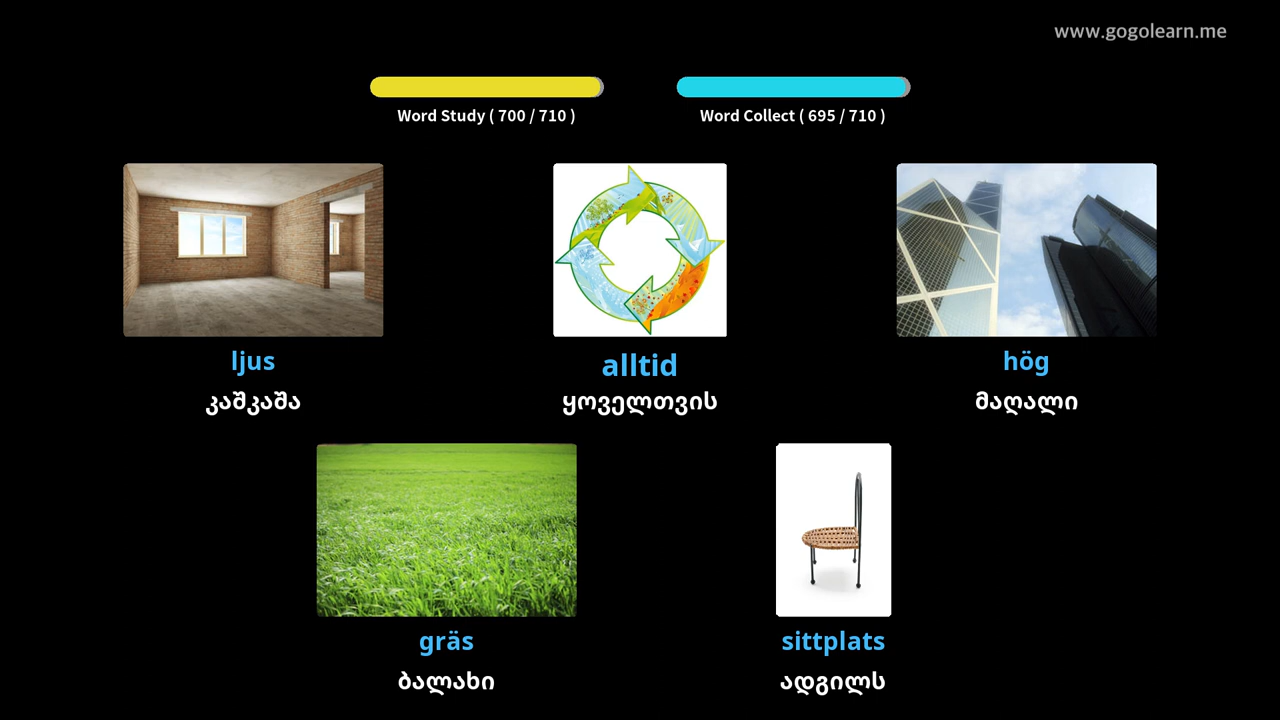 www.gogolearn.me
Word Study ( 700 / 710 )
Word Collect ( 695 / 710 )
ljus
კაშკაშა
alltid
ყოველთვის
hög
მაღალი
gräs
ბალახი
sittplats
ადგილს